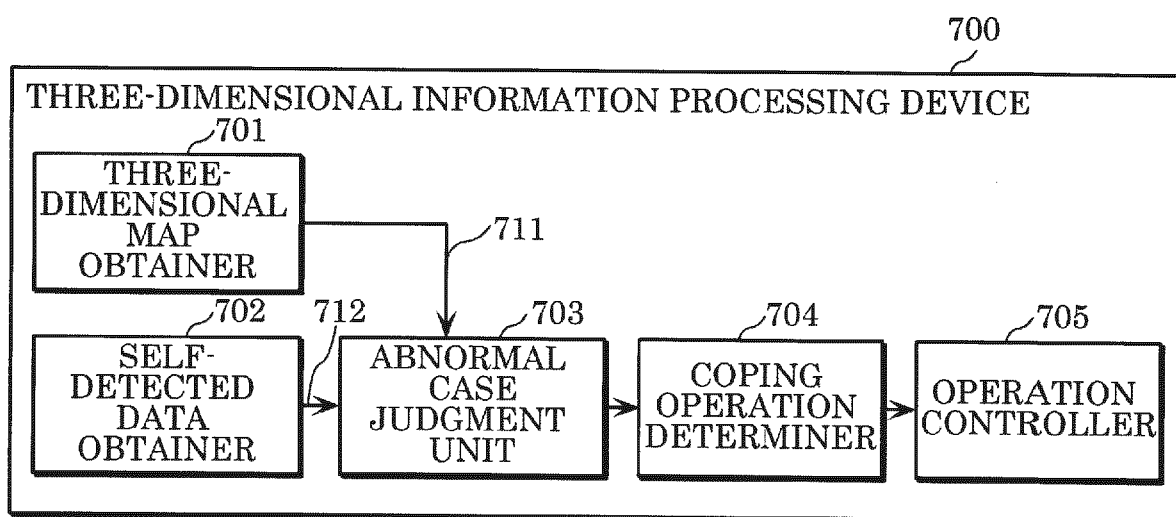 700
THREE-DIMENSIONAL INFORMATION PROCESSING DEVICE
701
THREE-
DIMENSIONAL
MAP
OBTAINER
711
702
712
703
704
705
SELF-
DETECTED
DATA
OBTAINER
ABNORMAL
CASE
JUDGMENT
UNIT
COPING
OPERATION
DETERMINER
OPERATION
CONTROLLER